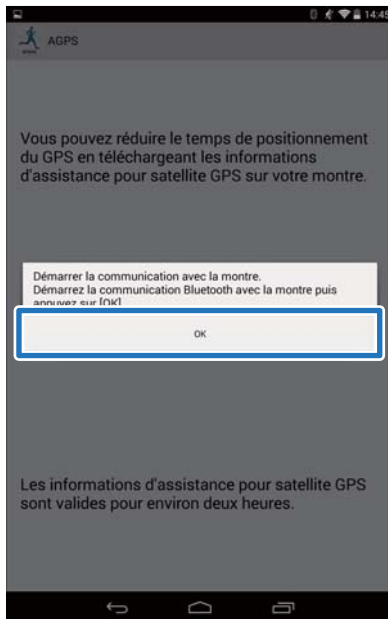 14:45
AGPS
Vous pouvez réduire le temps de positionnement
du GPS en téléchargeant les informations
d'assistance pour satellite GPS sur votre montre.
Démarrer la communication avec la montre.
Démarrez la communication Bluetooth avec la montre puis
appuyez sur [OK]
OK
Les informations d'assistance pour satellite GPS
sont valides pour environ deux heures.